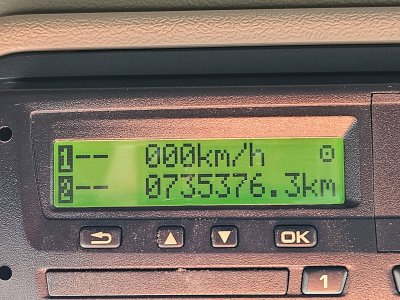 1-- 000km/h ⊙
2-- 0735376.3km
OK
1